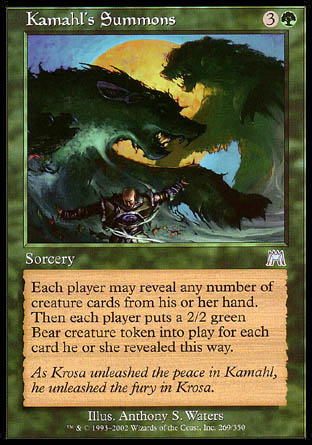 Kamahl's Summons 3
Sorcery
Each player may reveal any number
of creature cards from his or her hand.
Then each player puts a 2/2 green
Bear creature token into play for each
card he or she revealed this way.
As Krosa unleashed the peace in Kamahl,
he unleashed the fury in Krosa.
Illus. Anthony S. Waters
™ & © 1993-2002 Wizards of the Coast, Inc. 269/350